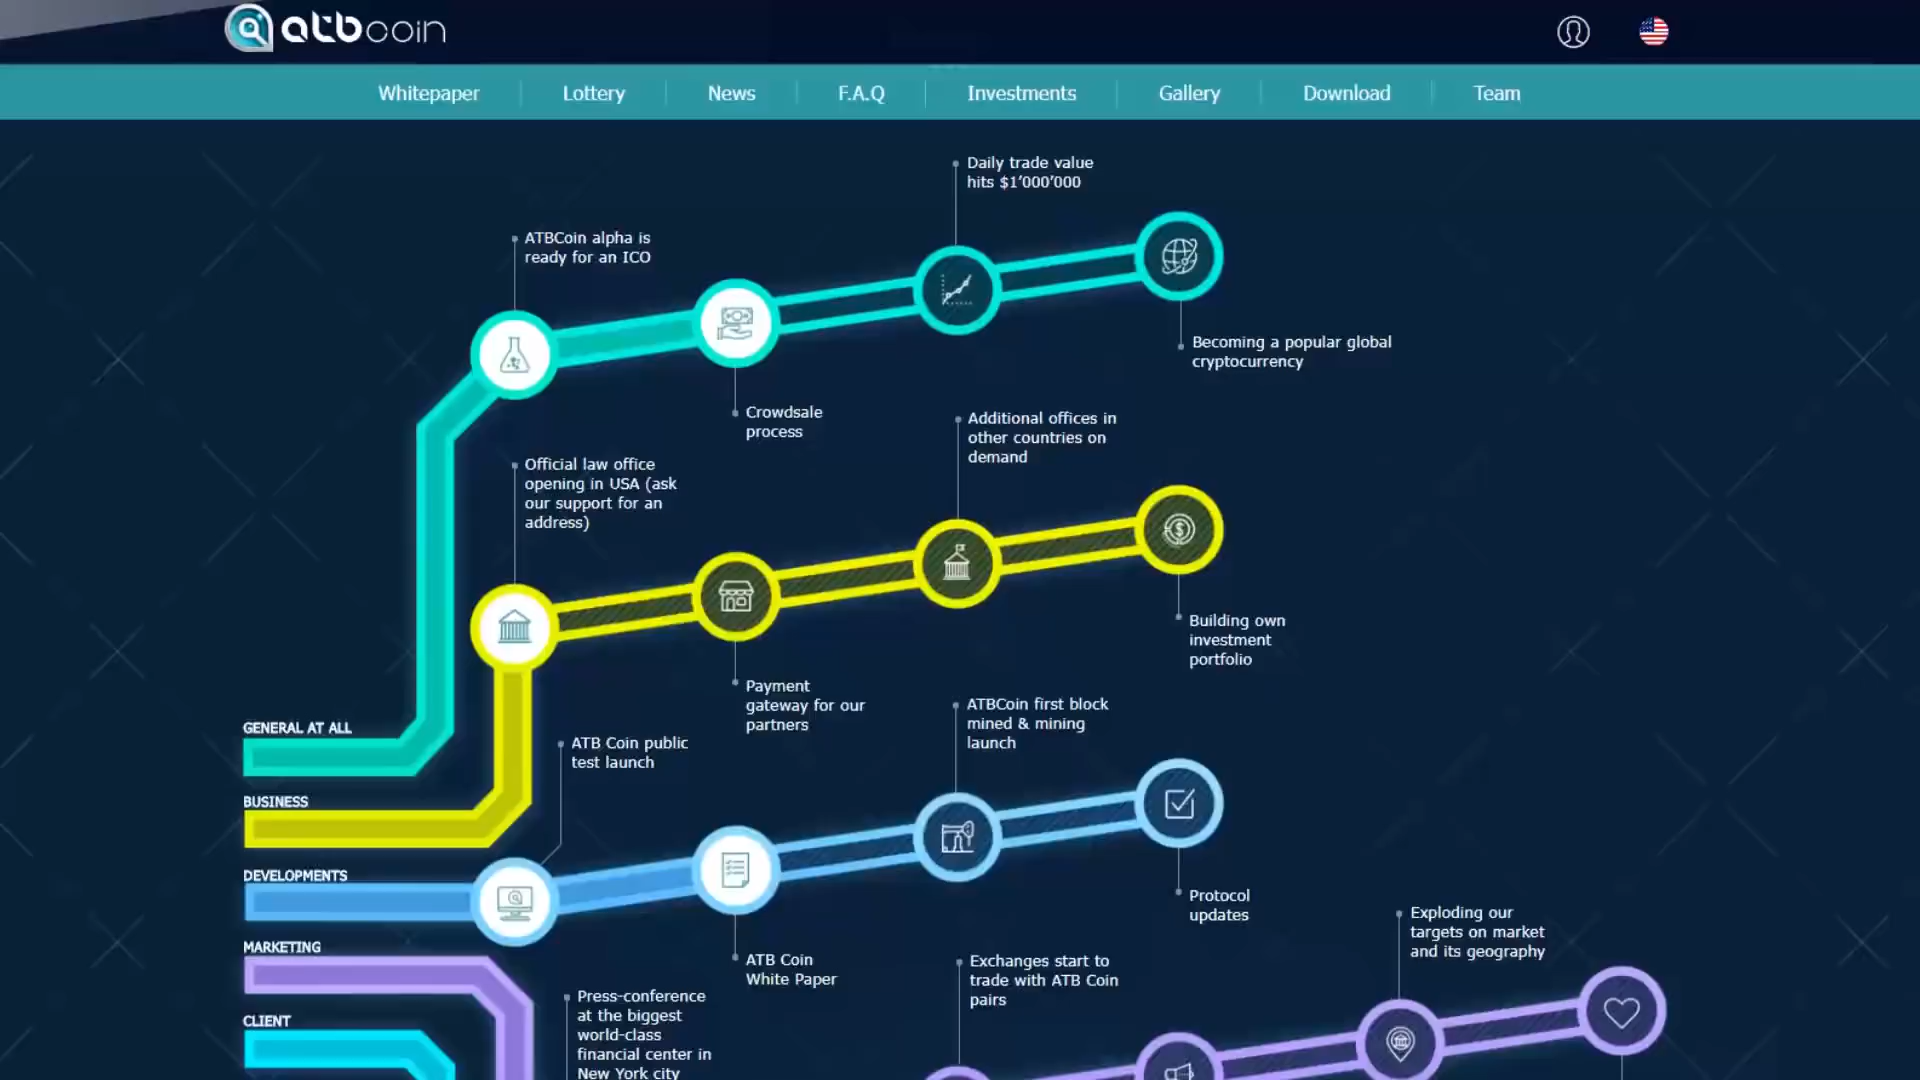 atbcoin
Whitepaper
Lottery
News
F.A.Q
Investments
Gallery
Download
Team
Daily trade value
hits $1’000’000
ATBCoin alpha is
ready for an ICO
Becoming a popular global
cryptocurrency
Crowdsale
process
Additional offices in
other countries on
demand
Official law office
opening in USA (ask
our support for an
address)
Building own
investment
portfolio
Payment
gateway for our
partners
ATBCoin first block
mined & mining
launch
GENERAL AT ALL
ATB Coin public
test launch
BUSINESS
DEVELOPMENTS
Protocol
updates
Exploding our
targets on market
and its geography
MARKETING
ATB Coin
White Paper
Exchanges start to
trade with ATB Coin
pairs
Press-conference
at the biggest
world-class
financial center in
New York city
CLIENT